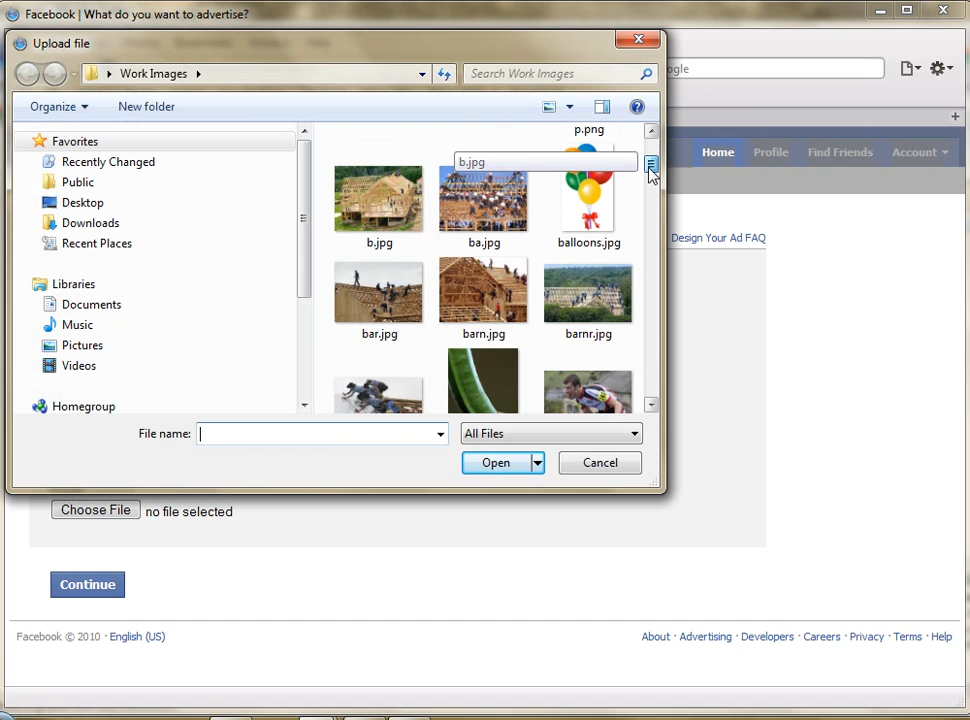 Facebook | What do you want to advertise?
Upload file
Work Images
Search Work Images
gle
Organize
New folder
Home
Profile
Find Friends
Account
Favorites
Recently Changed
Public
Desktop
Downloads
Recent Places
Libraries
Documents
Music
Pictures
Videos
Homegroup
p.png
b.jpg
b.jpg
ba.jpg
balloons.jpg
bar.jpg
barn.jpg
barnr.jpg
Design Your Ad FAQ
File name:
All Files
Open
Cancel
Choose File no file selected
Continue
Facebook © 2010 · English (US)
About · Advertising · Developers · Careers · Privacy · Terms · Help